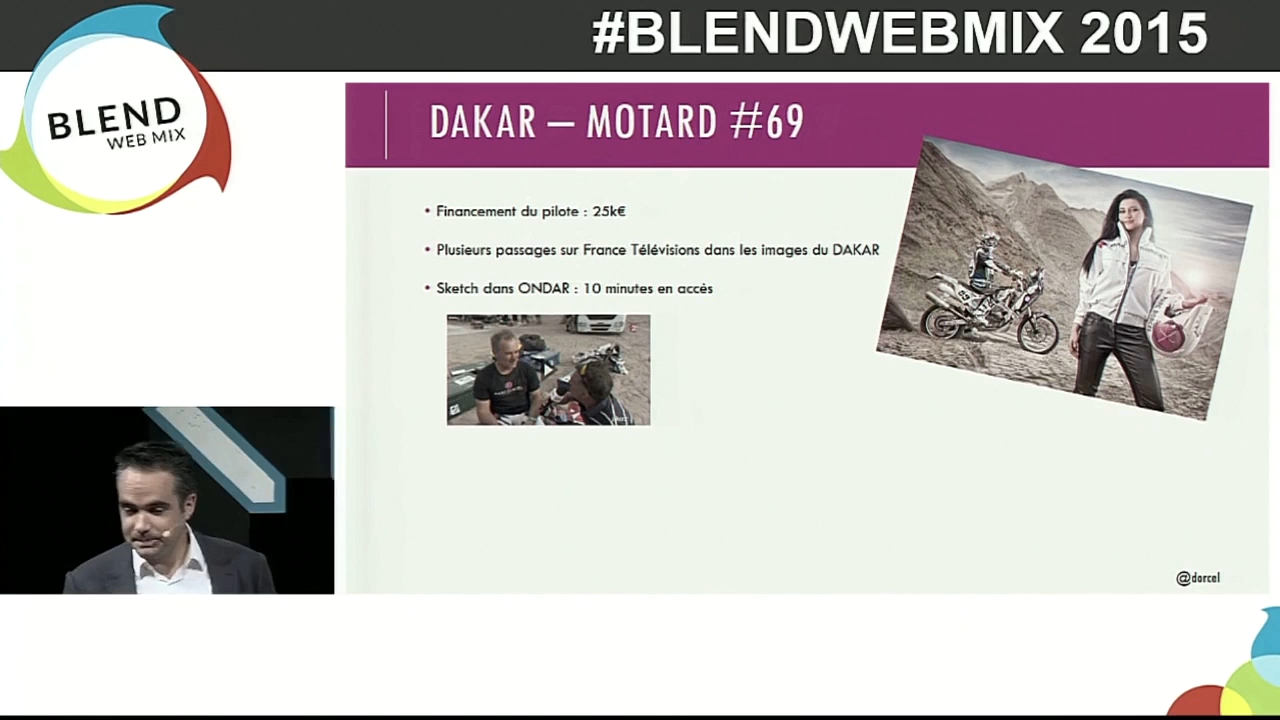 #BLENDWEBMIX 2015
BLEND
WEB MIX
DAKAR – MOTARD #69
• Financement du pilote : 25k€
• Plusieurs passages sur France Télévisions dans les images du DAKAR
• Sketch dans ONDAR : 10 minutes en accès
@dorcel